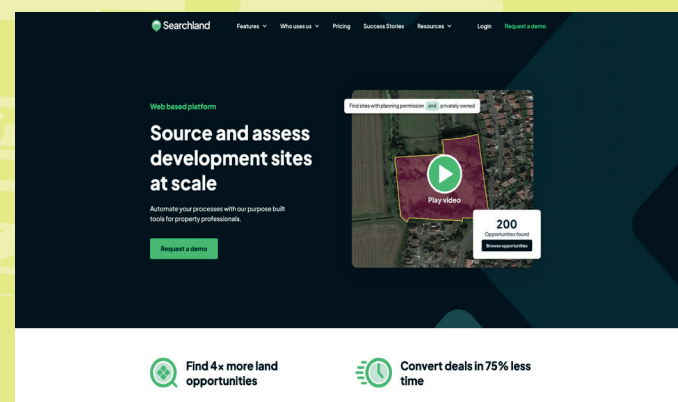 Searchland
Features
Who uses us
Pricing
Success Stories
Resources
Login
Request a demo
Web based platform
Source and assess
development sites
at scale
Automate your processes with our purpose built
tools for property professionals.
Request a demo
Find sites with planning permission and privately owned
Play video
200
Opportunities found
Browse opportunities
Find 4x more land
opportunities
Convert deals in 75% less
time